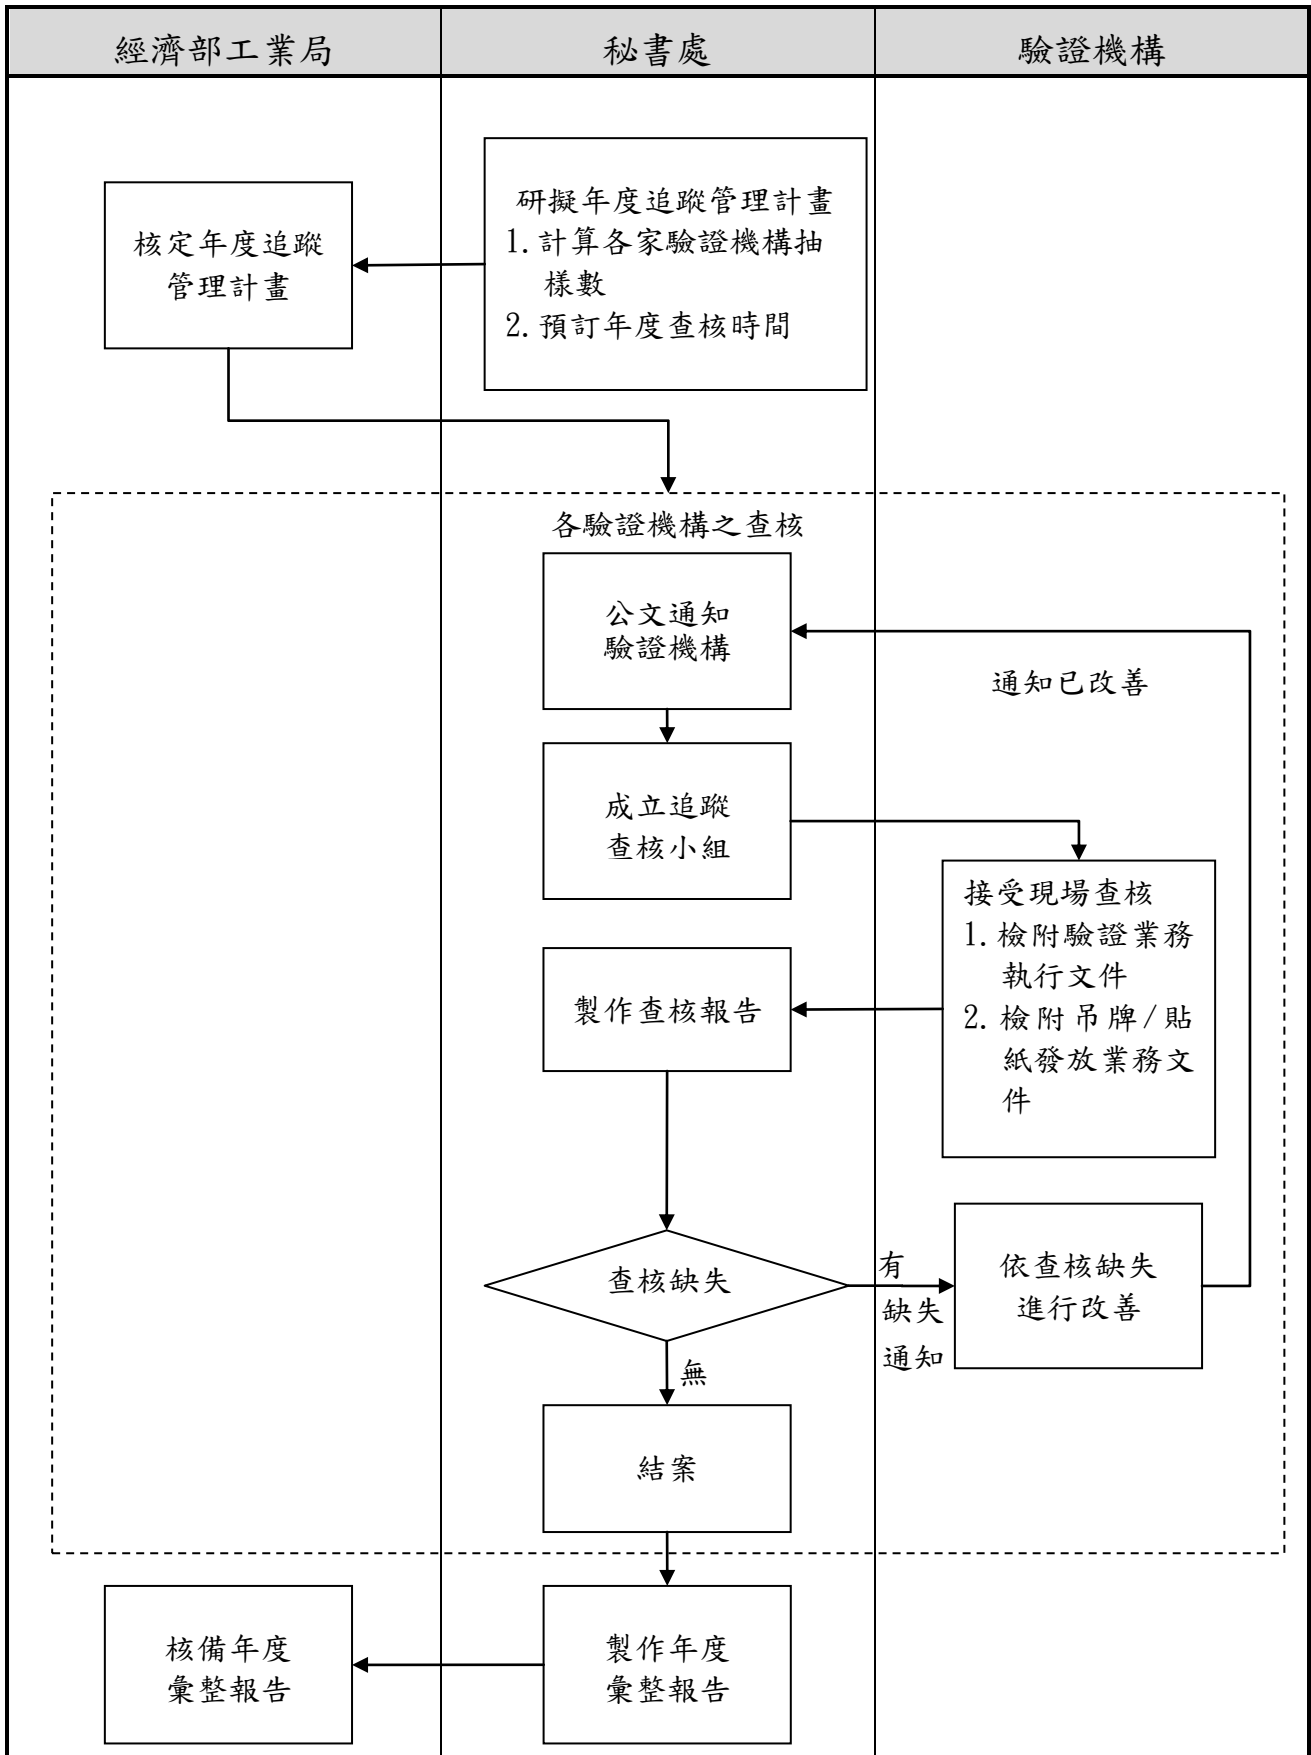 經濟部工業局
秘書處
驗證機構
研擬年度追蹤管理計畫
1.計算各家驗證機構抽
樣數
2.預訂年度查核時間
核定年度追蹤
管理計畫
各驗證機構之查核
公文通知
驗證機構
通知已改善
成立追蹤
查核小組
接受現場查核
1.檢附驗證業務
執行文件
2.檢附吊牌/貼
紙發放業務文
件
製作查核報告
查核缺失
有
缺失
通知
依查核缺失
進行改善
無
結案
製作年度
彙整報告
核備年度
彙整報告